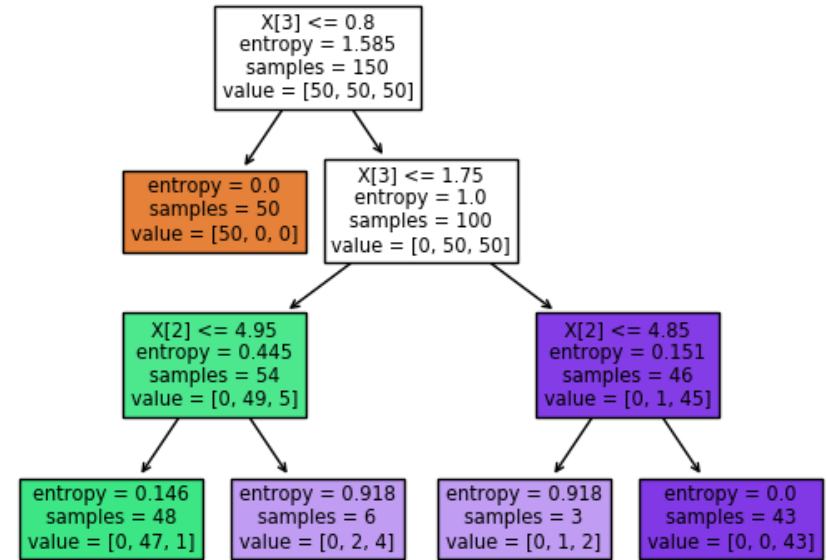 X[3] <= 0.8
entropy = 1.585
samples = 150
value = [50, 50, 50]
entropy = 0.0
samples = 50
value = [50, 0, 0]
X[3] <= 1.75
entropy = 1.0
samples = 100
value = [0, 50, 50]
X[2] <= 4.95
entropy = 0.445
samples = 54
value = [0, 49, 5]
X[2] <= 4.85
entropy = 0.151
samples = 46
value = [0, 1, 45]
entropy = 0.146
samples = 48
value = [0, 47, 1]
entropy = 0.918
samples = 6
value = [0, 2, 4]
entropy = 0.918
samples = 3
value = [0, 1, 2]
entropy = 0.0
samples = 43
value = [0, 0, 43]